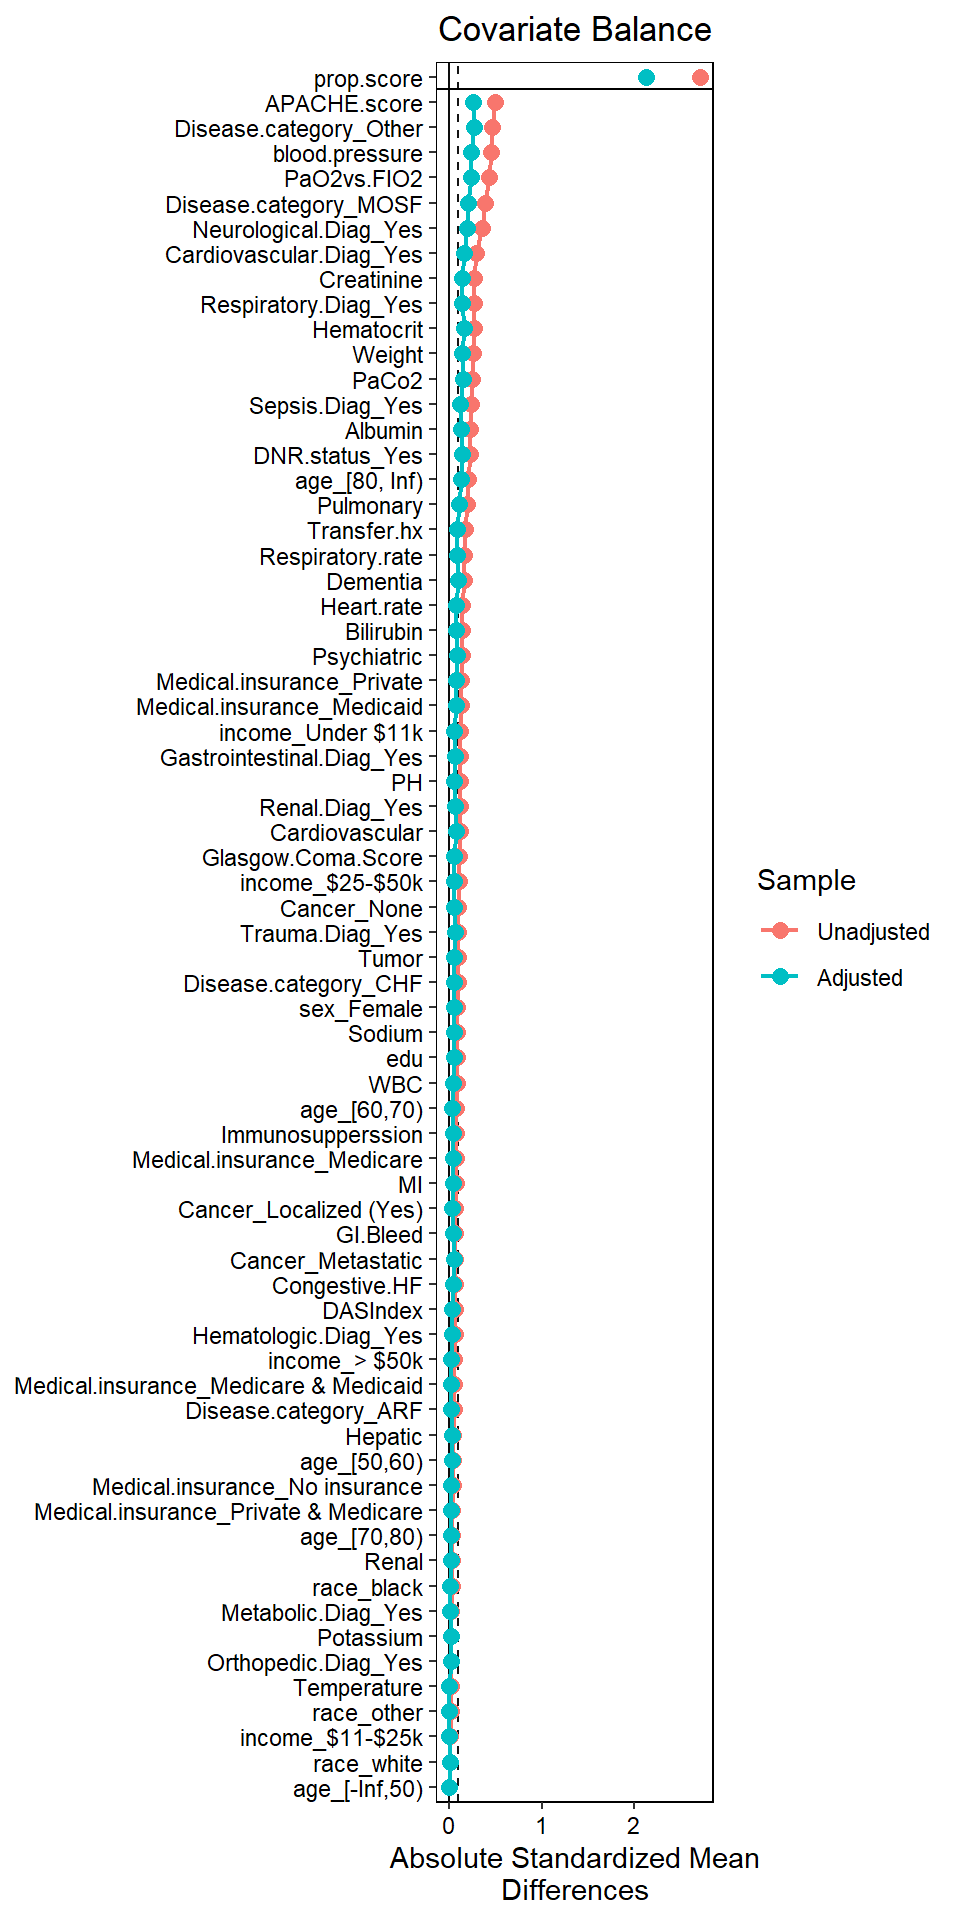 Covariate Balance
prop.score
APACHE.score
Disease.category_Other
blood.pressure
PaO2vs.FIO2
Disease.category_MOSF
Neurological.Diag_Yes
Cardiovascular.Diag_Yes
Creatinine
Respiratory.Diag_Yes
Hematocrit
Weight
PaCo2
Sepsis.Diag_Yes
Albumin
DNR.status_Yes
age_[80, Inf)
Pulmonary
Transfer.hx
Respiratory.rate
Dementia
Heart.rate
Bilirubin
Psychiatric
Medical.insurance_Private
Medical.insurance_Medicaid
income_Under $11k
Gastrointestinal.Diag_Yes
PH
Renal.Diag_Yes
Cardiovascular
Glasgow.Coma.Score
income_$25-$50k
Cancer_None
Trauma.Diag_Yes
Tumor
Disease.category_CHF
sex_Female
Sodium
edu
WBC
age_[60,70)
Immunosupperssion
Medical.insurance_Medicare
MI
Cancer_Localized (Yes)
GI.Bleed
Cancer_Metastatic
Congestive.HF
DASIndex
Hematologic.Diag_Yes
income_> $50k
Medical.insurance_Medicare & Medicaid
Disease.category_ARF
Hepatic
age_[50,60)
Medical.insurance_No insurance
Medical.insurance_Private & Medicare
age_[70,80)
Renal
race_black
Metabolic.Diag_Yes
Potassium
Orthopedic.Diag_Yes
Temperature
race_other
income_$11-$25k
race_white
age_[-Inf,50)
0 1 2
Absolute Standardized Mean
Differences
Sample
Unadjusted
Adjusted